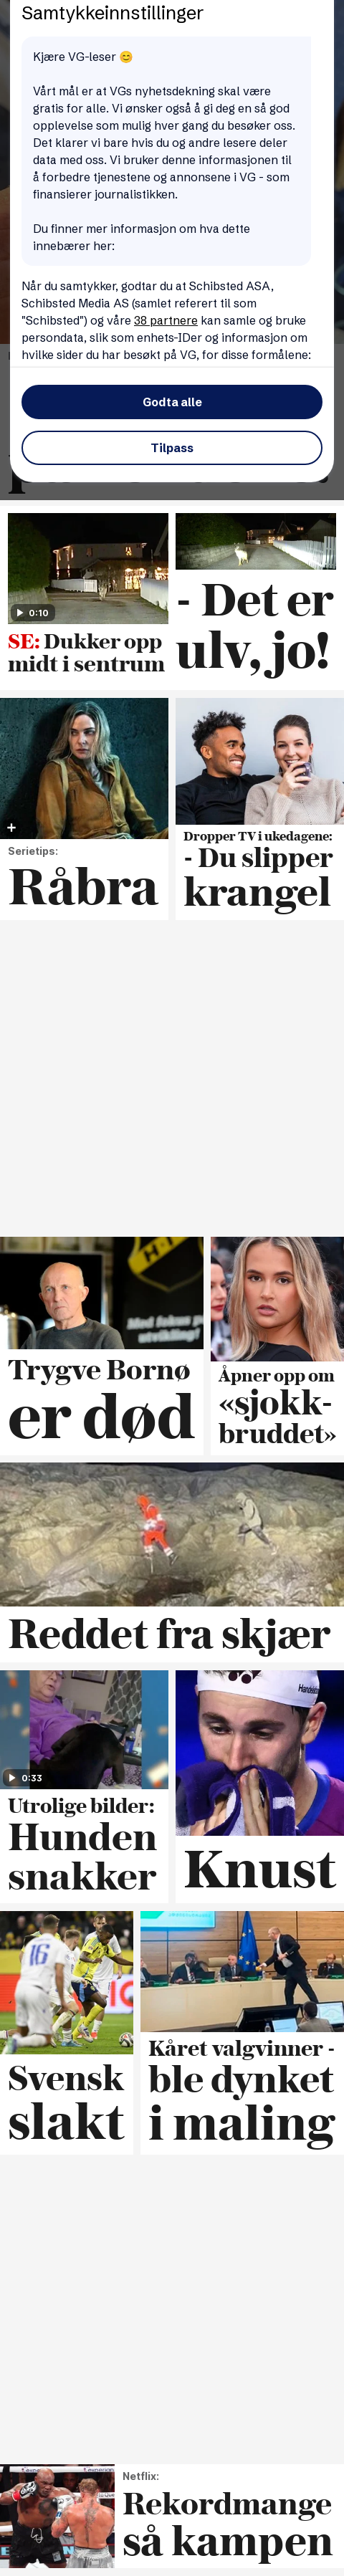 Samtykkeinnstillinger
Kjære VG-leser 😊
Vårt mål er at VGs nyhetsdekning skal være
gratis for alle. Vi ønsker også å gi deg en så god
opplevelse som mulig hver gang du besøker oss.
Det klarer vi bare hvis du og andre lesere deler
data med oss. Vi bruker denne informasjonen til
å forbedre tjenestene og annonsene i VG - som
finansierer journalistikken.
Du finner mer informasjon om hva dette
innebærer her:
Når du samtykker, godtar du at Schibsted ASA,
Schibsted Media AS (samlet referert til som
"Schibsted") og våre 38 partnere kan samle og bruke
persondata, slik som enhets-IDer og informasjon om
hvilke sider du har besøkt på VG, for disse formålene:
Godta alle
Tilpass
0:10
SE: Dukker opp
midt i sentrum
- Det er
ulv, jo!
Serietips:
Råbra
Dropper TV i ukedagene:
- Du slipper
krangel
Trygve Bornø
er død
Åpner opp om
«sjokk-
bruddet»
Reddet fra skjær
0:33
Utrolige bilder:
Hunden
snakker
Knust
Svensk
slakt
Kåret valgvinner -
ble dynket
i maling
Netflix:
Rekordmange
så kampen